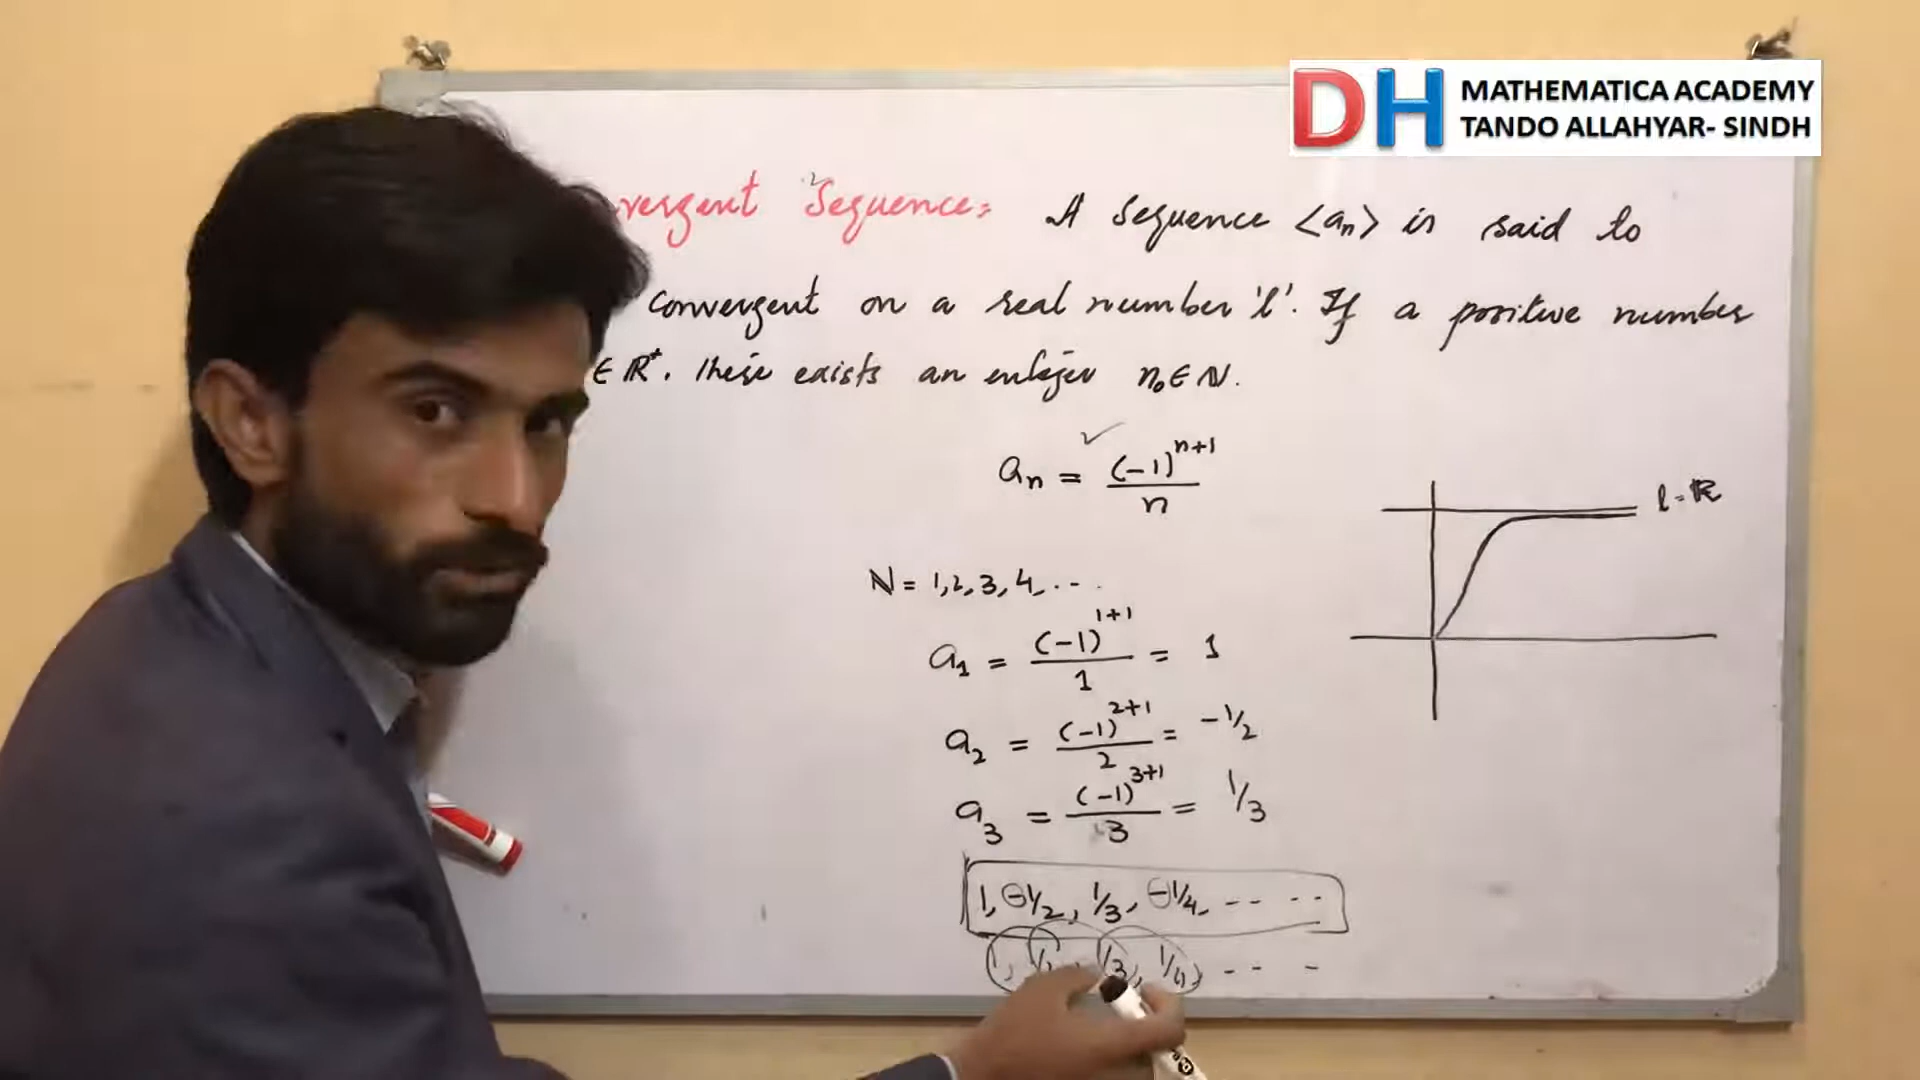 DH
MATHEMATICA ACADEMY
TANDO ALLAHYAR- SINDH
vergent Sequence: A Sequence <aₙ> is said to
Convergent on a real number 'l'. If a positive number
∈ ℝ⁺. there exists an enteger n₀ ∈ ℕ.
aₙ = (-1)ⁿ⁺¹/n
l = ℝ
ℕ = 1,2,3,4,...
a₁ = (-1)¹⁺¹/1 = 1
a₂ = (-1)²⁺¹/2 = -1/2
a₃ = (-1)³⁺¹/3 = 1/3
1, -1/2, 1/3, -1/4, -- --
1, 1/3, 1/4, -- -